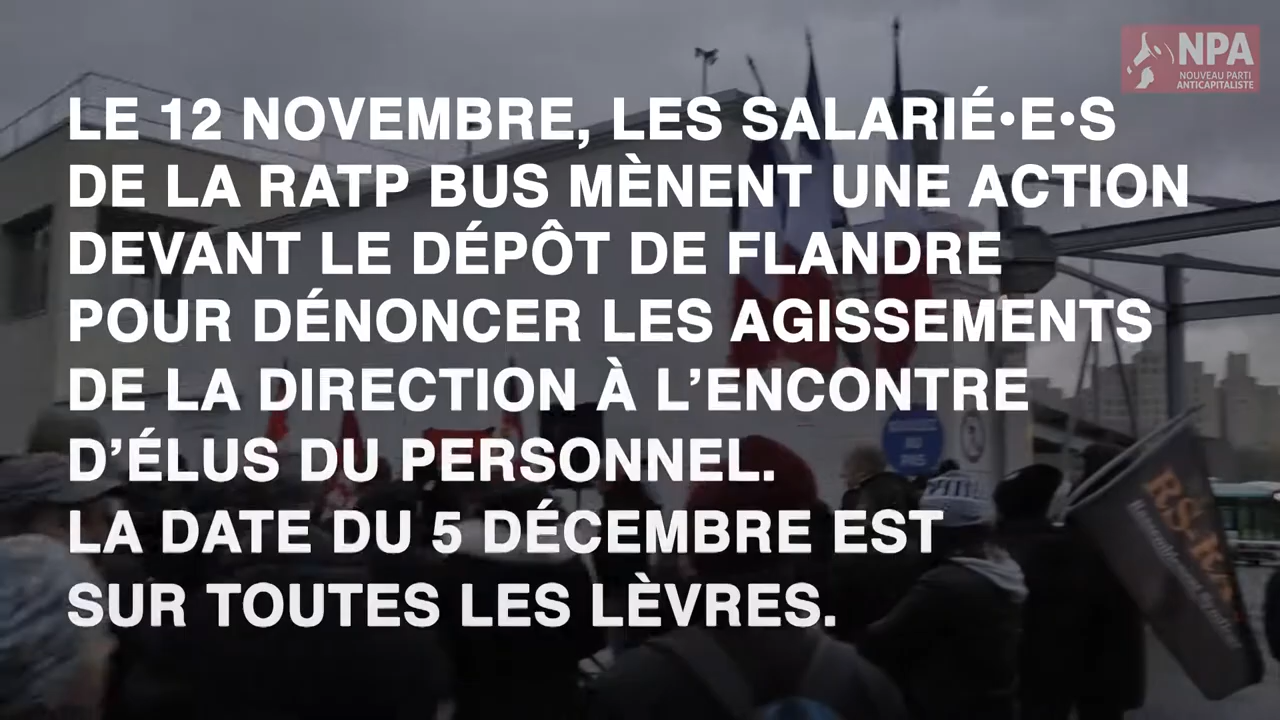 NPA
NOUVEAU PARTI
ANTICAPITALISTE
LE 12 NOVEMBRE, LES SALARIÉ•E•S
DE LA RATP BUS MÈNENT UNE ACTION
DEVANT LE DÉPÔT DE FLANDRE
POUR DÉNONCER LES AGISSEMENTS
DE LA DIRECTION À L’ENCONTRE
D’ÉLUS DU PERSONNEL.
LA DATE DU 5 DÉCEMBRE EST
SUR TOUTES LES LÈVRES.